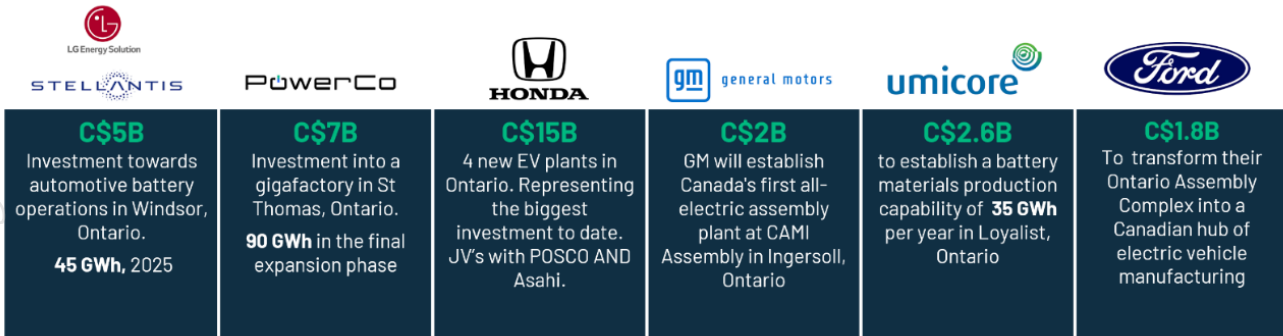 LG Energy Solution
STELLANTIS
C$5B
Investment towards
automotive battery
operations in Windsor,
Ontario.
45 GWh, 2025
PowerCo
C$7B
Investment into a
gigafactory in St
Thomas, Ontario.
90 GWh in the final
expansion phase
HONDA
C$15B
4 new EV plants in
Ontario. Representing
the biggest
investment to date.
JV's with POSCO AND
Asahi.
gm general motors
C$2B
GM will establish
Canada's first all-
electric assembly
plant at CAMI
Assembly in Ingersoll,
Ontario
umicore
C$2.6B
to establish a battery
materials production
capability of 35 GWh
per year in Loyalist,
Ontario
Ford
C$1.8B
To transform their
Ontario Assembly
Complex into a
Canadian hub of
electric vehicle
manufacturing